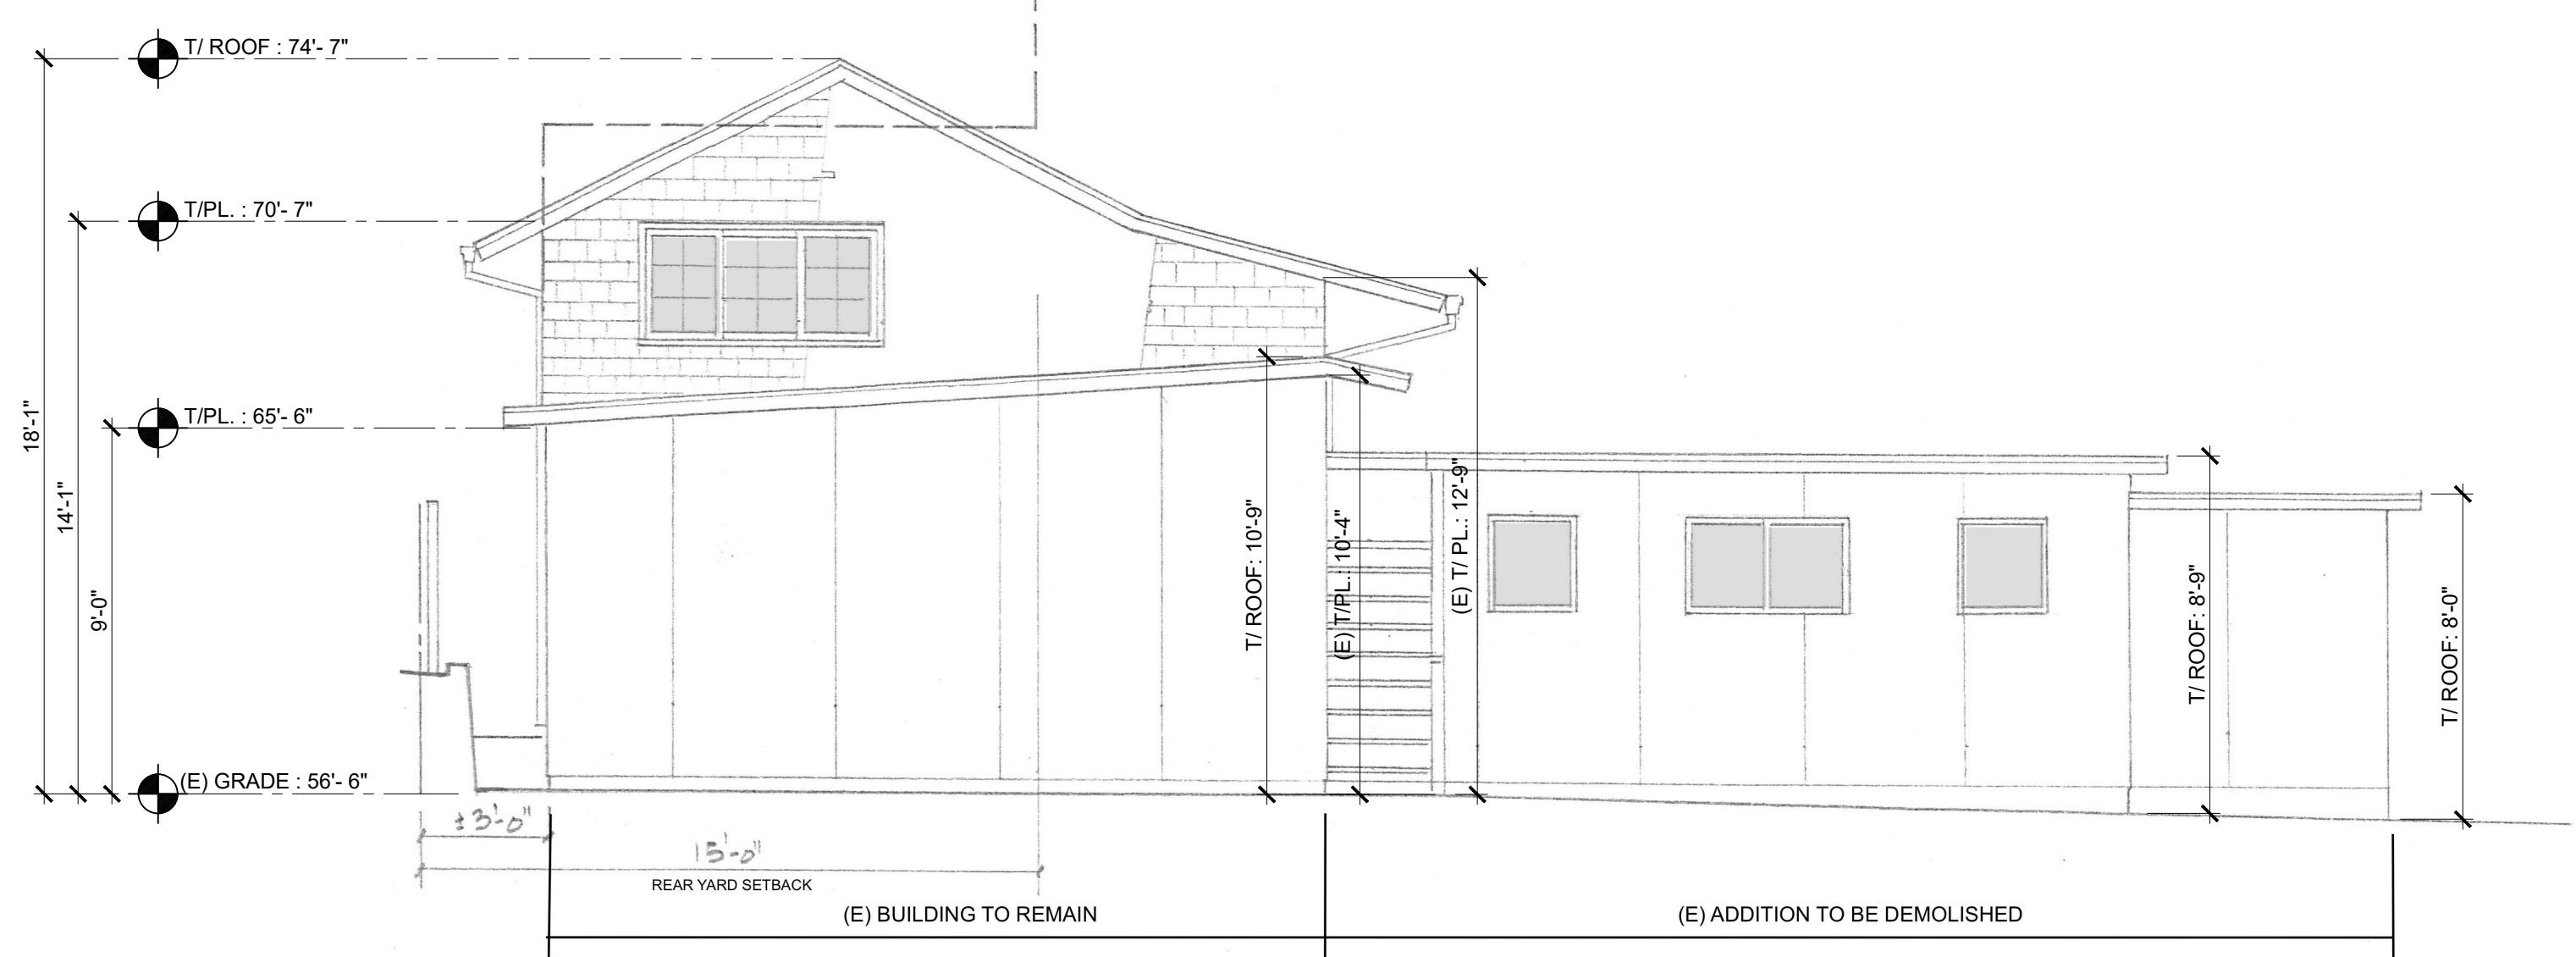 T/ ROOF : 74'- 7"
T/PL. : 70'- 7"
T/PL. : 65'- 6"
(E) GRADE : 56'- 6"
18'-1"
14'-1"
9'-0"
T/ ROOF: 10'-9"
(E) T/PL.: 10'-4"
(E) T/ PL.: 12'-9"
T/ ROOF: 8'-9"
T/ ROOF: 8'-0"
±3'-0"
15'-0"
REAR YARD SETBACK
(E) BUILDING TO REMAIN
(E) ADDITION TO BE DEMOLISHED